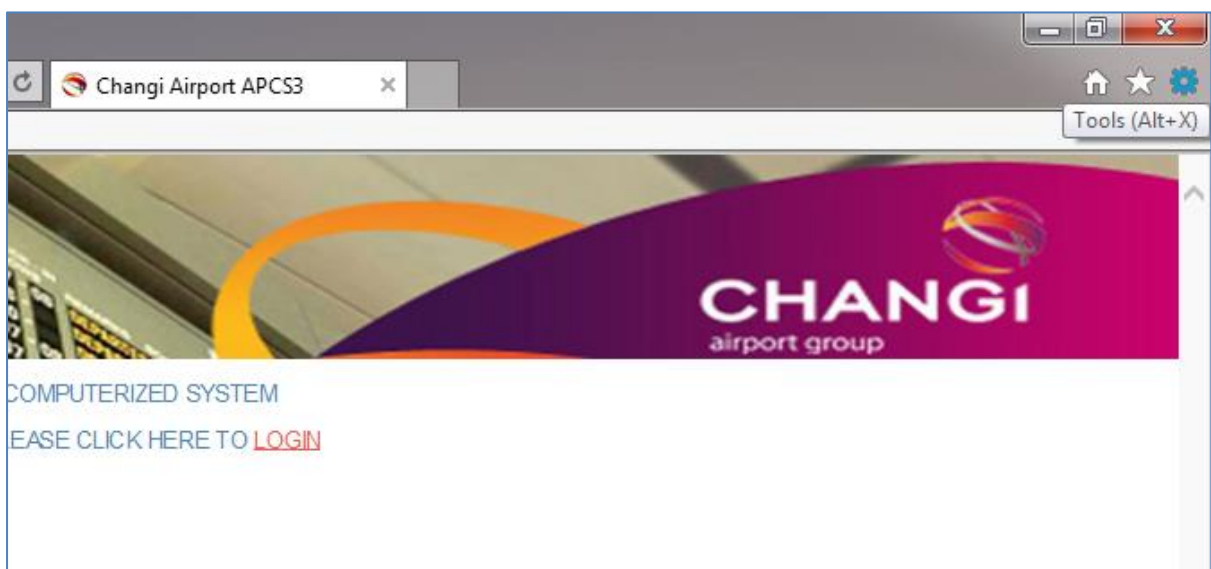 Changi Airport APCS3
Tools (Alt+X)
CHANGI
airport group
COMPUTERIZED SYSTEM
EASE CLICK HERE TO LOGIN